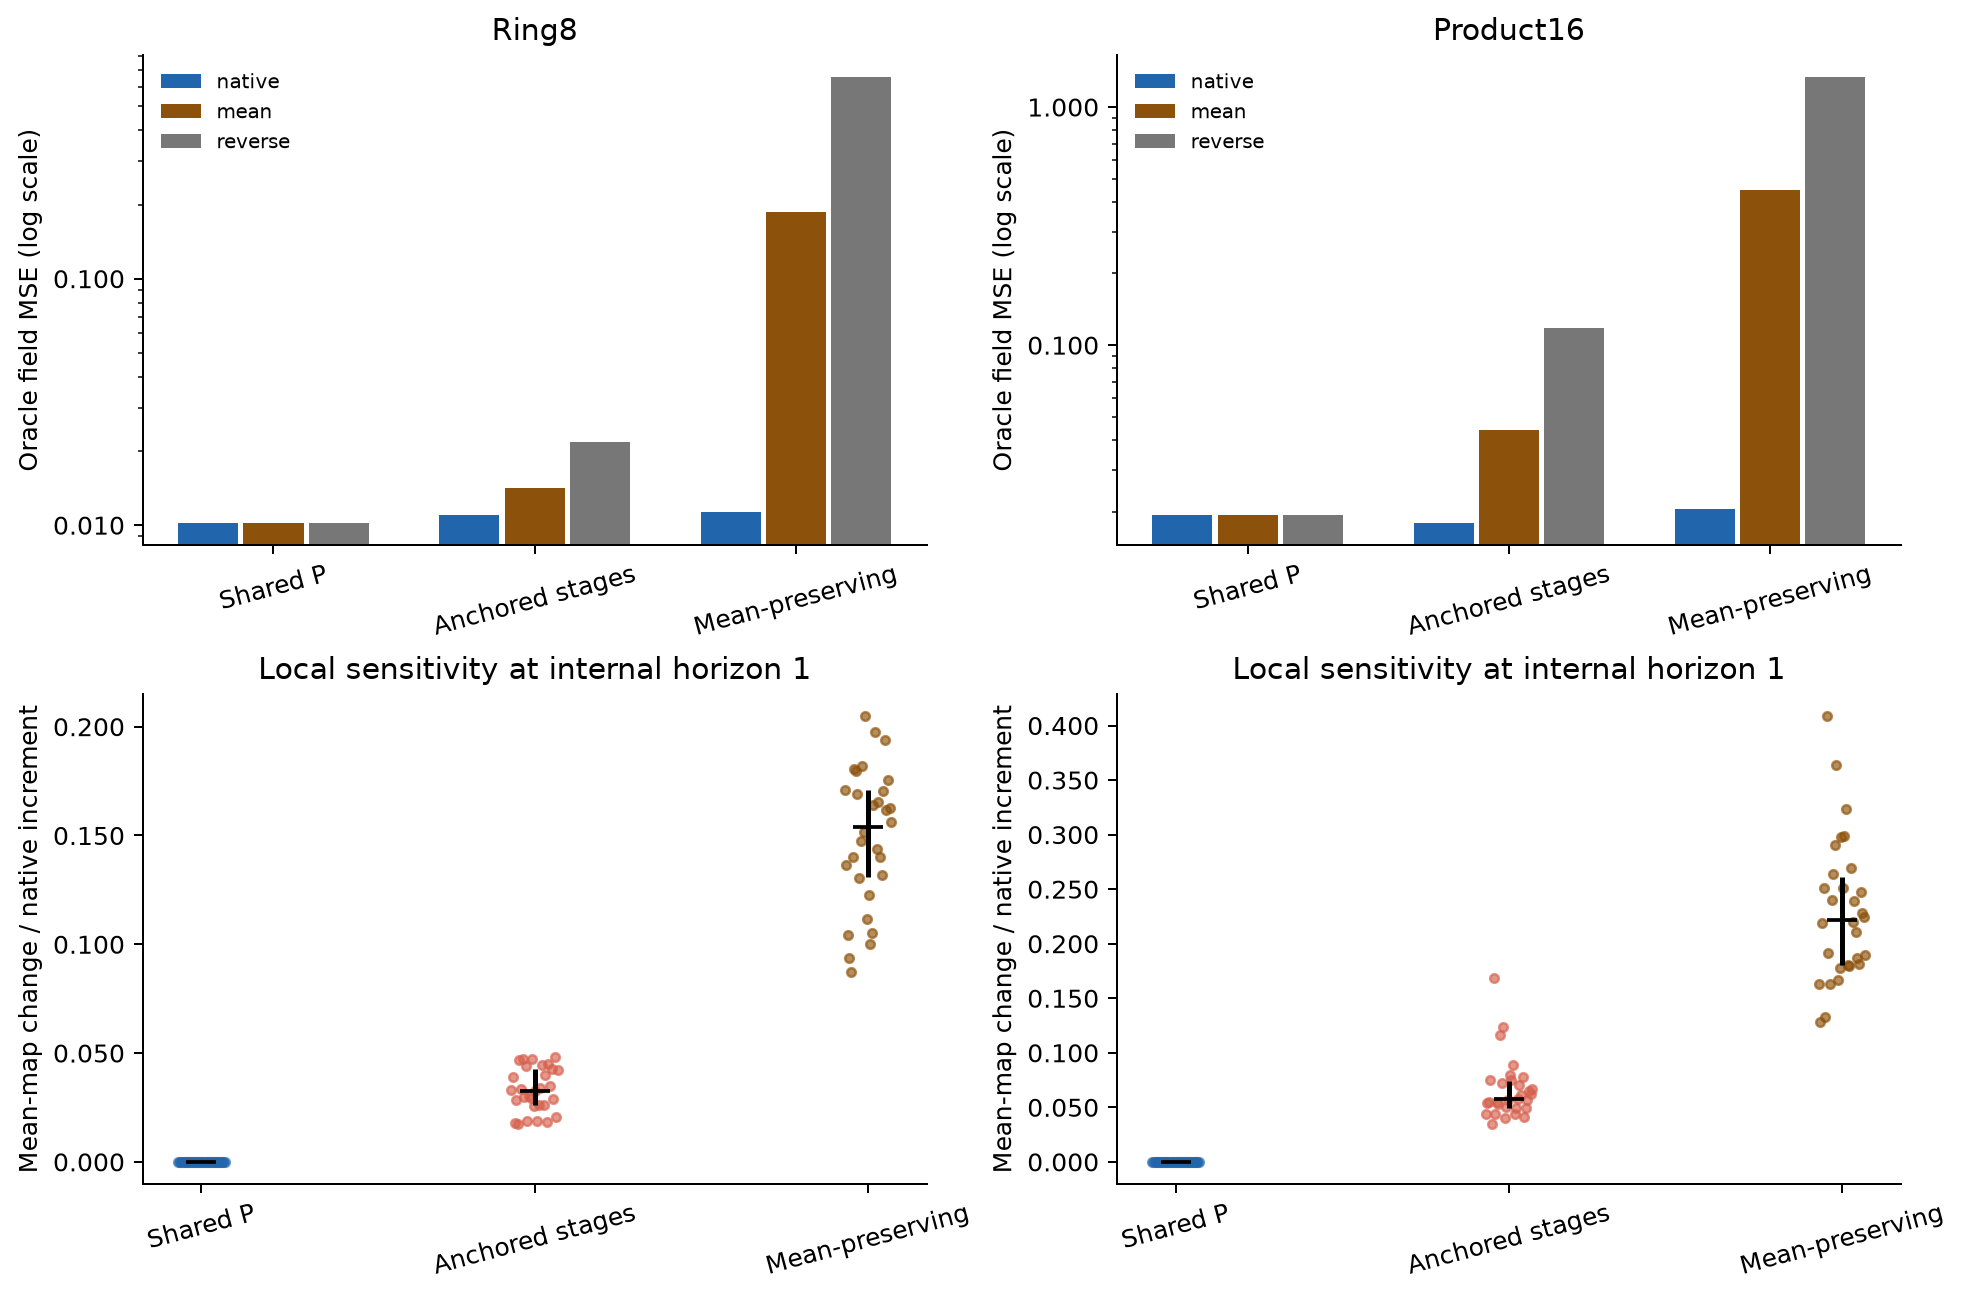 Ring8
Oracle field MSE (log scale)
0.100
0.010
native
mean
reverse
Shared P
Anchored stages
Mean-preserving
Product16
Oracle field MSE (log scale)
1.000
0.100
native
mean
reverse
Shared P
Anchored stages
Mean-preserving
Local sensitivity at internal horizon 1
Mean-map change / native increment
0.200
0.150
0.100
0.050
0.000
Shared P
Anchored stages
Mean-preserving
Local sensitivity at internal horizon 1
Mean-map change / native increment
0.400
0.350
0.300
0.250
0.200
0.150
0.100
0.050
0.000
Shared P
Anchored stages
Mean-preserving